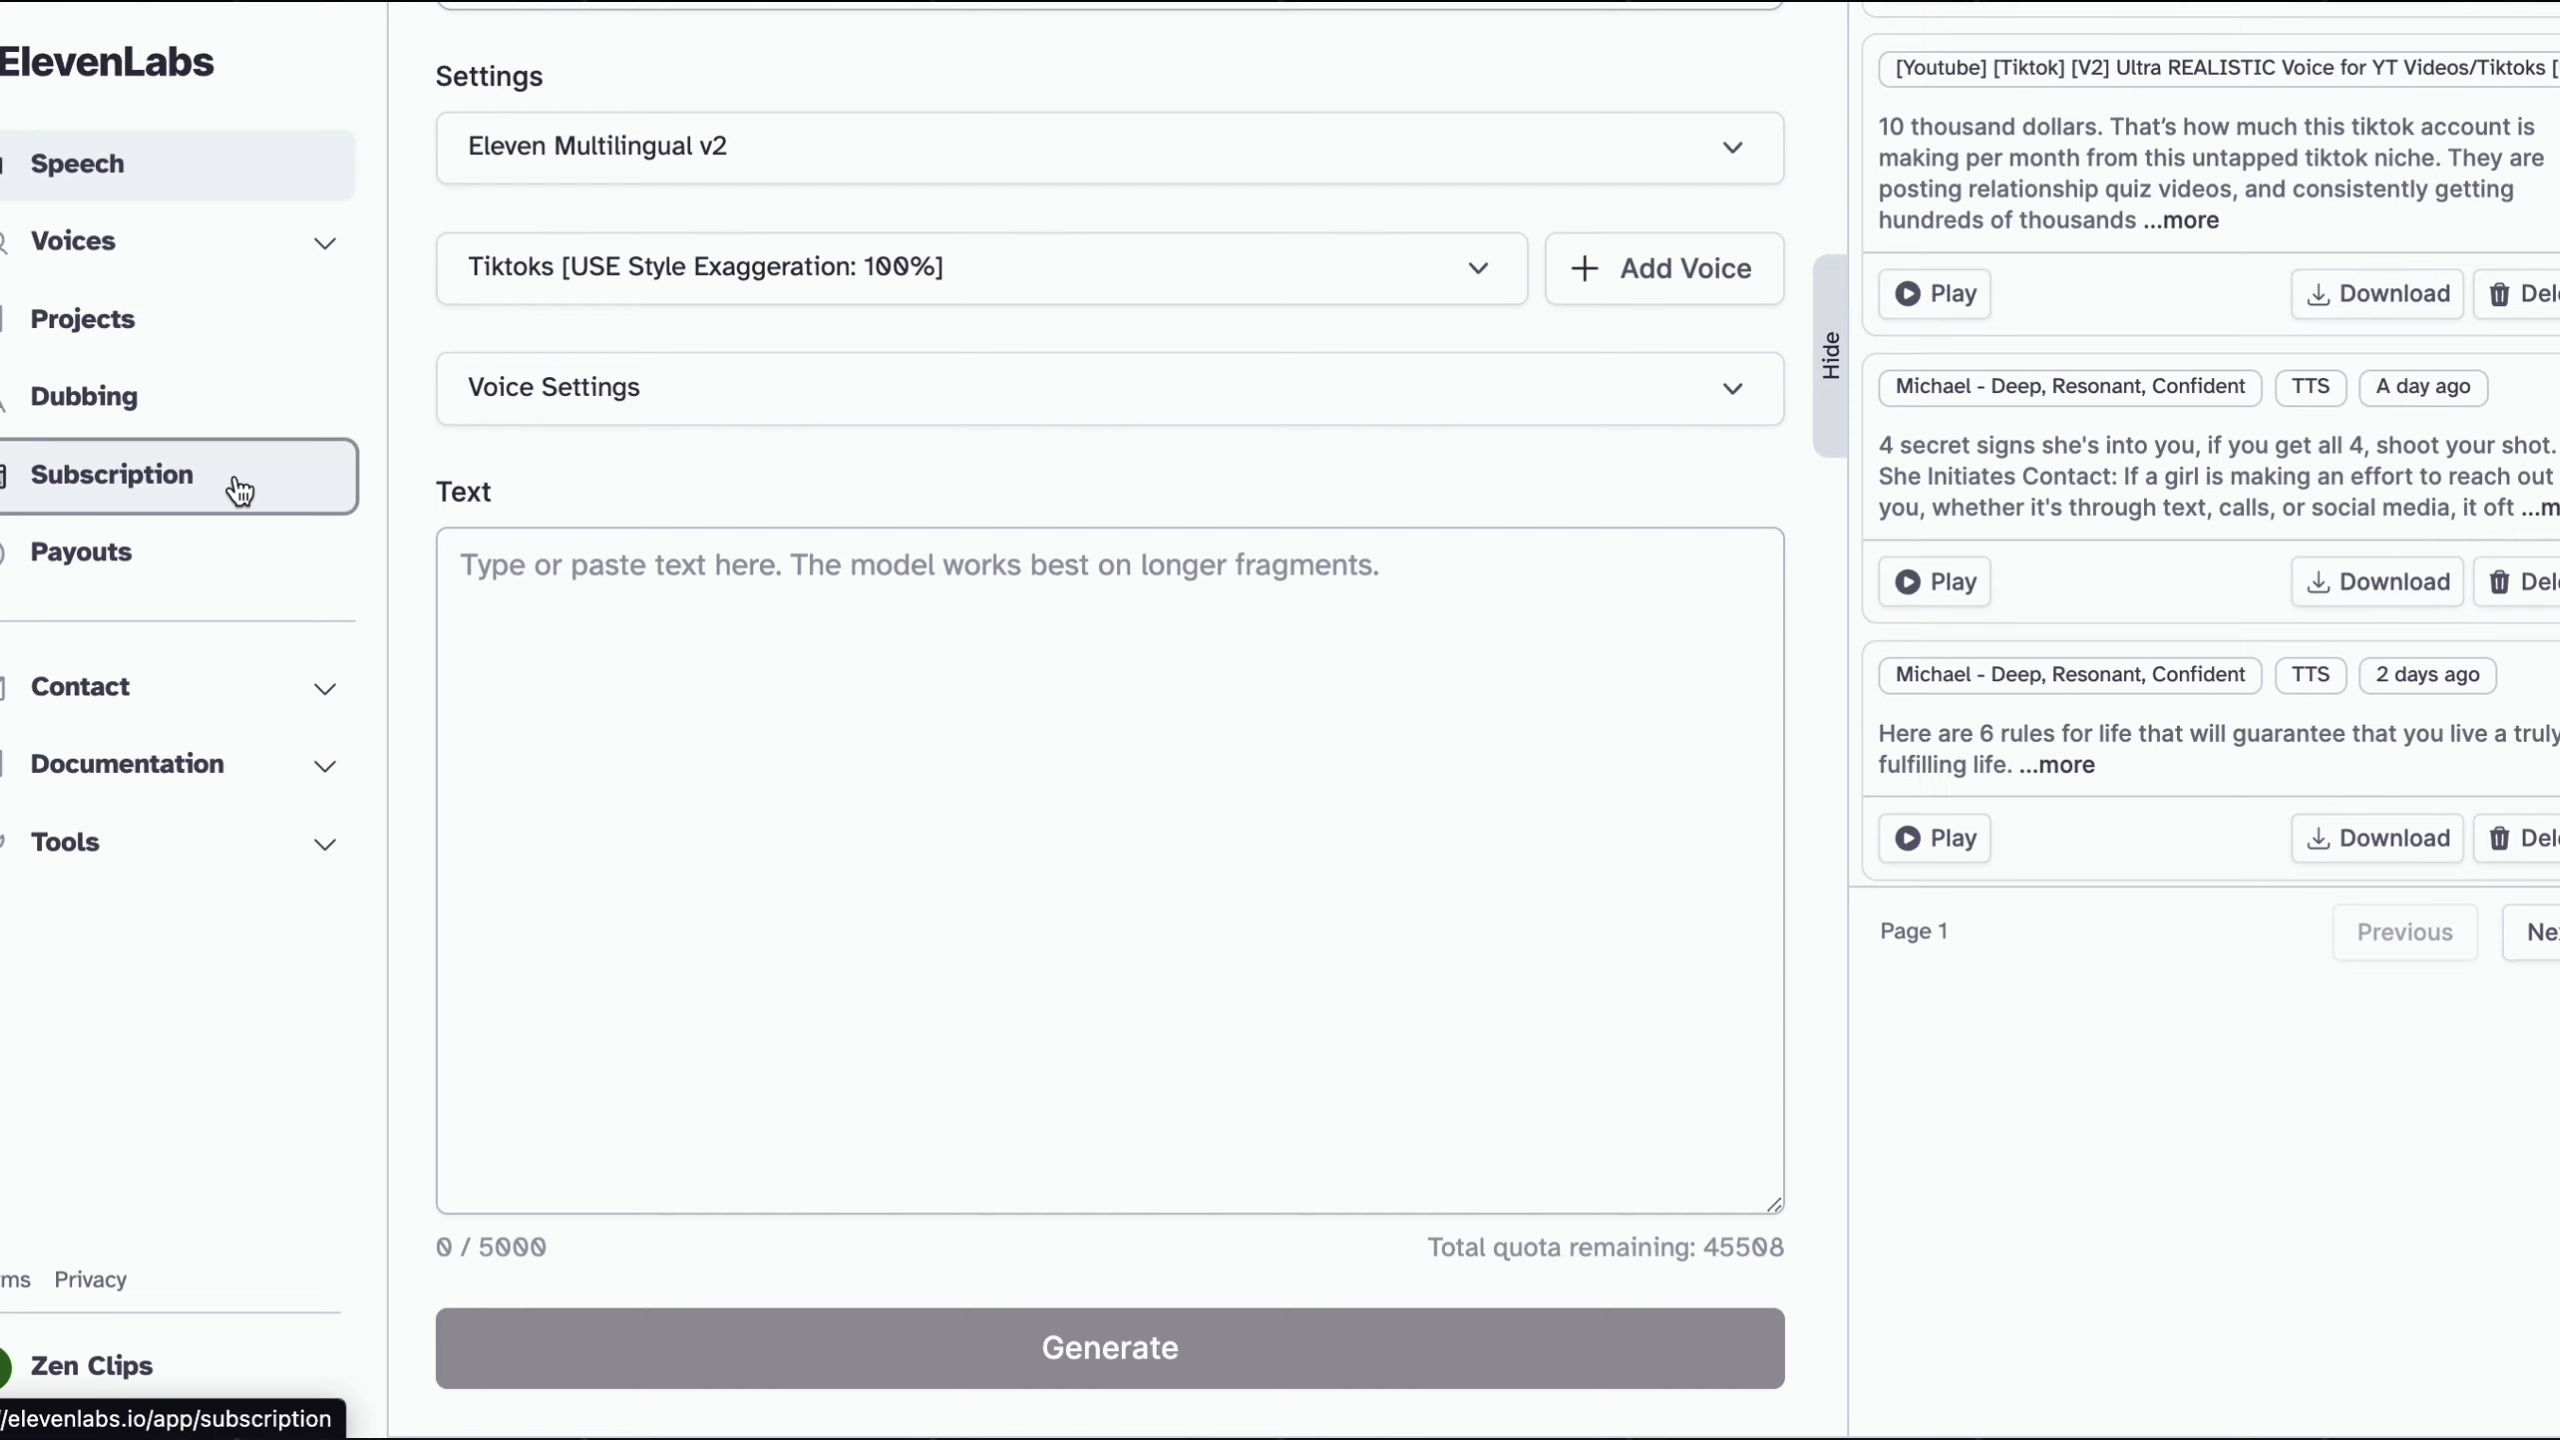 ElevenLabs
Speech
Voices
Projects
Dubbing
Subscription
Payouts
Contact
Documentation
Tools
Privacy
Zen Clips
/elevenlabs.io/app/subscription
Settings
Eleven Multilingual v2
Tiktoks [USE Style Exaggeration: 100%]
Add Voice
Voice Settings
Text
Type or paste text here. The model works best on longer fragments.
0 / 5000
Total quota remaining: 45508
Generate
Hide
[Youtube] [Tiktok] [V2] Ultra REALISTIC Voice for YT Videos/Tiktoks [
10 thousand dollars. That’s how much this tiktok account is
making per month from this untapped tiktok niche. They are
posting relationship quiz videos, and consistently getting
hundreds of thousands ...more
Play
Download
Michael - Deep, Resonant, Confident
TTS
A day ago
4 secret signs she's into you, if you get all 4, shoot your shot.
She Initiates Contact: If a girl is making an effort to reach out
you, whether it's through text, calls, or social media, it oft ...m
Play
Download
Michael - Deep, Resonant, Confident
TTS
2 days ago
Here are 6 rules for life that will guarantee that you live a truly
fulfilling life. ...more
Play
Download
Page 1
Previous